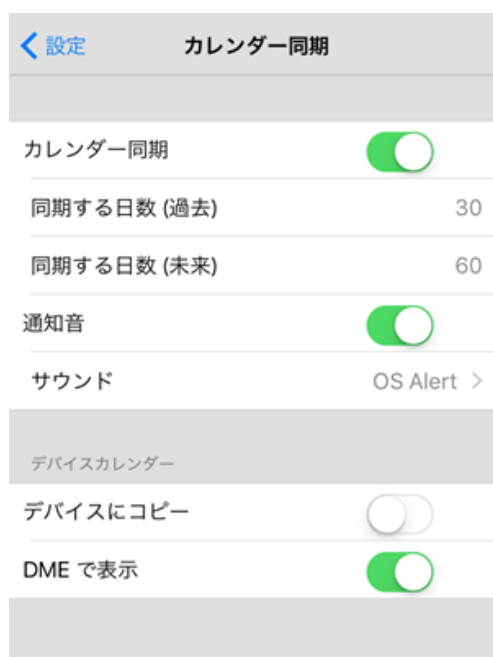 設定 カレンダー同期
カレンダー同期
同期する日数 (過去) 30
同期する日数 (未来) 60
通知音
サウンド OS Alert
デバイスカレンダー
デバイスにコピー
DME で表示